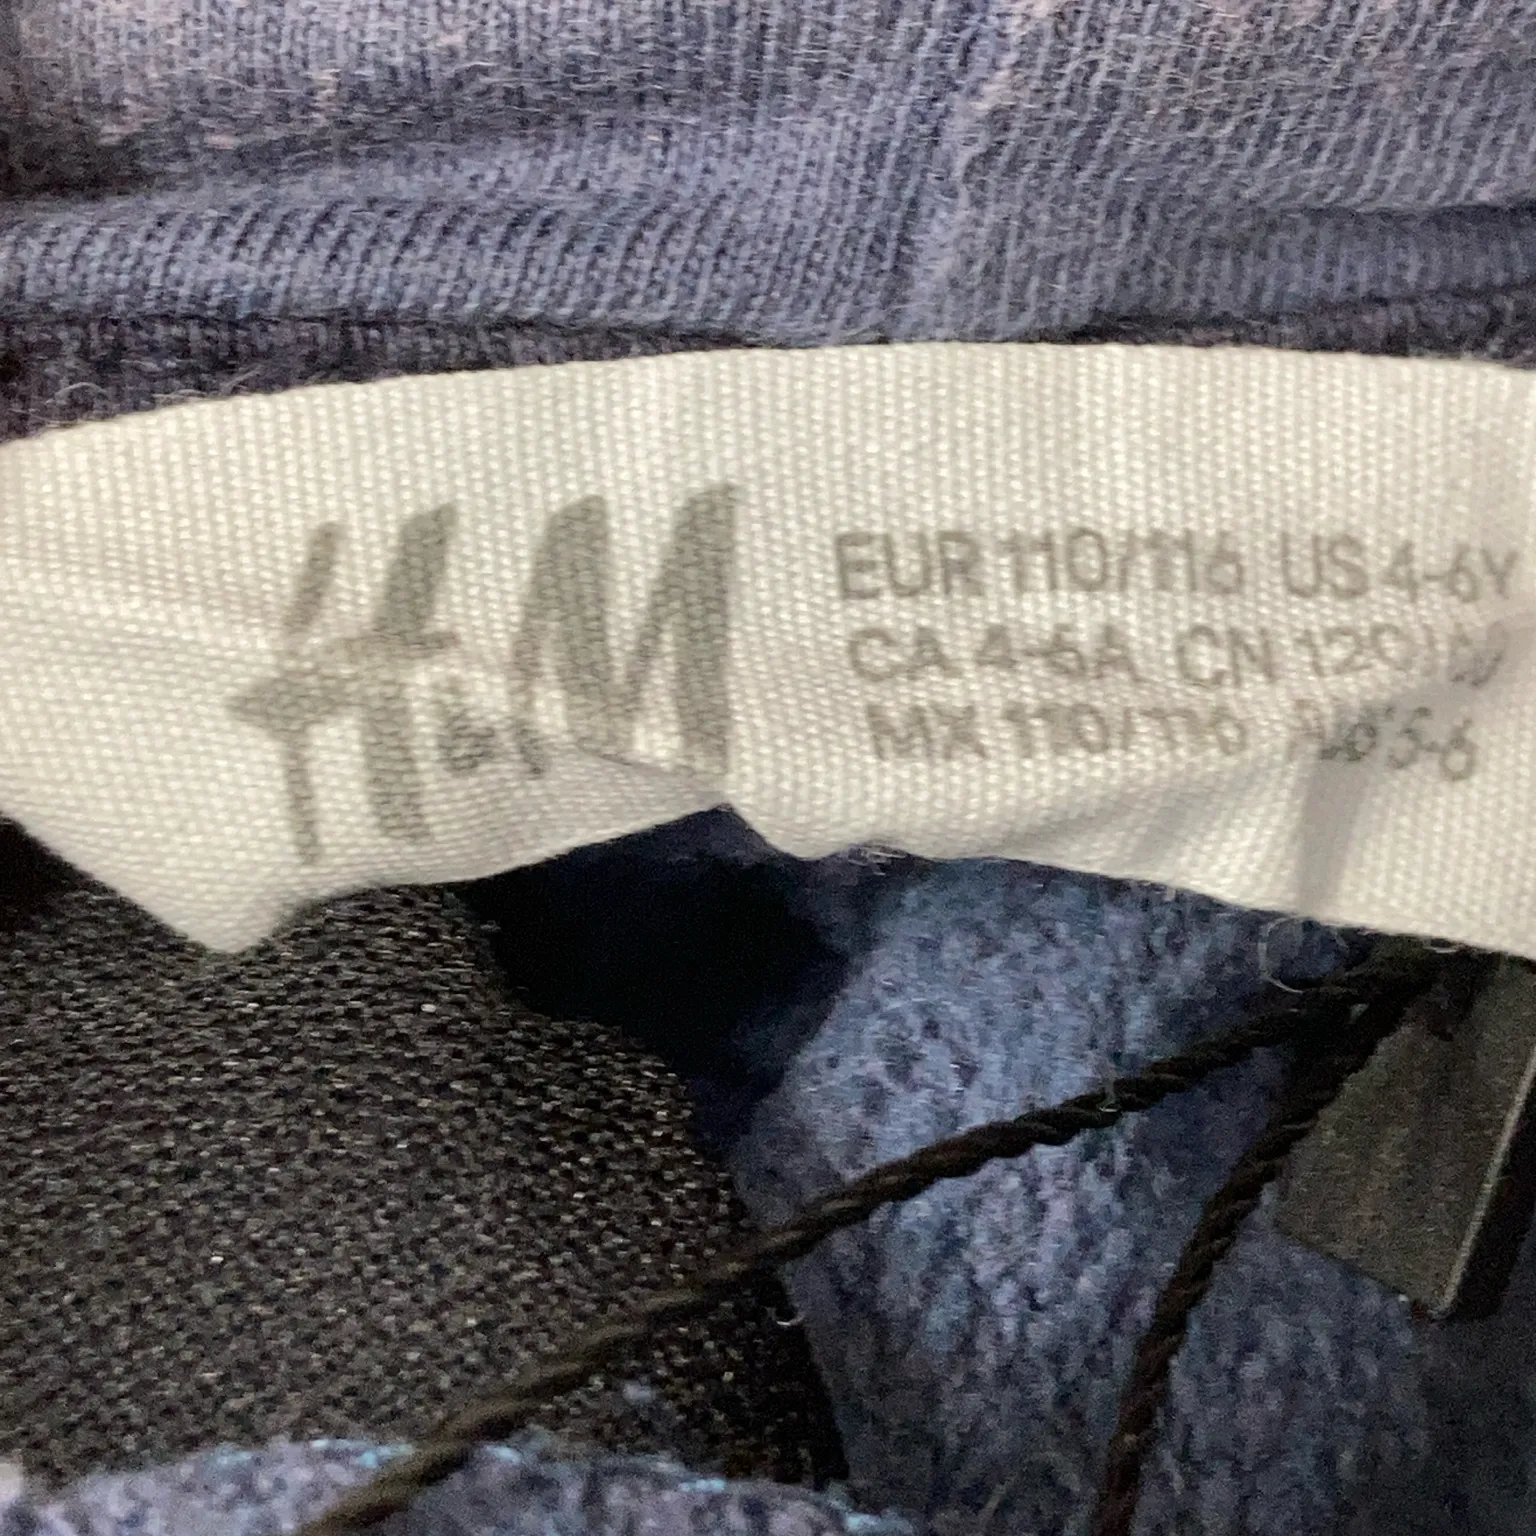 H&M
EUR 110/116 US 4-6Y
CA 4-6A CN 120
MX 110/116